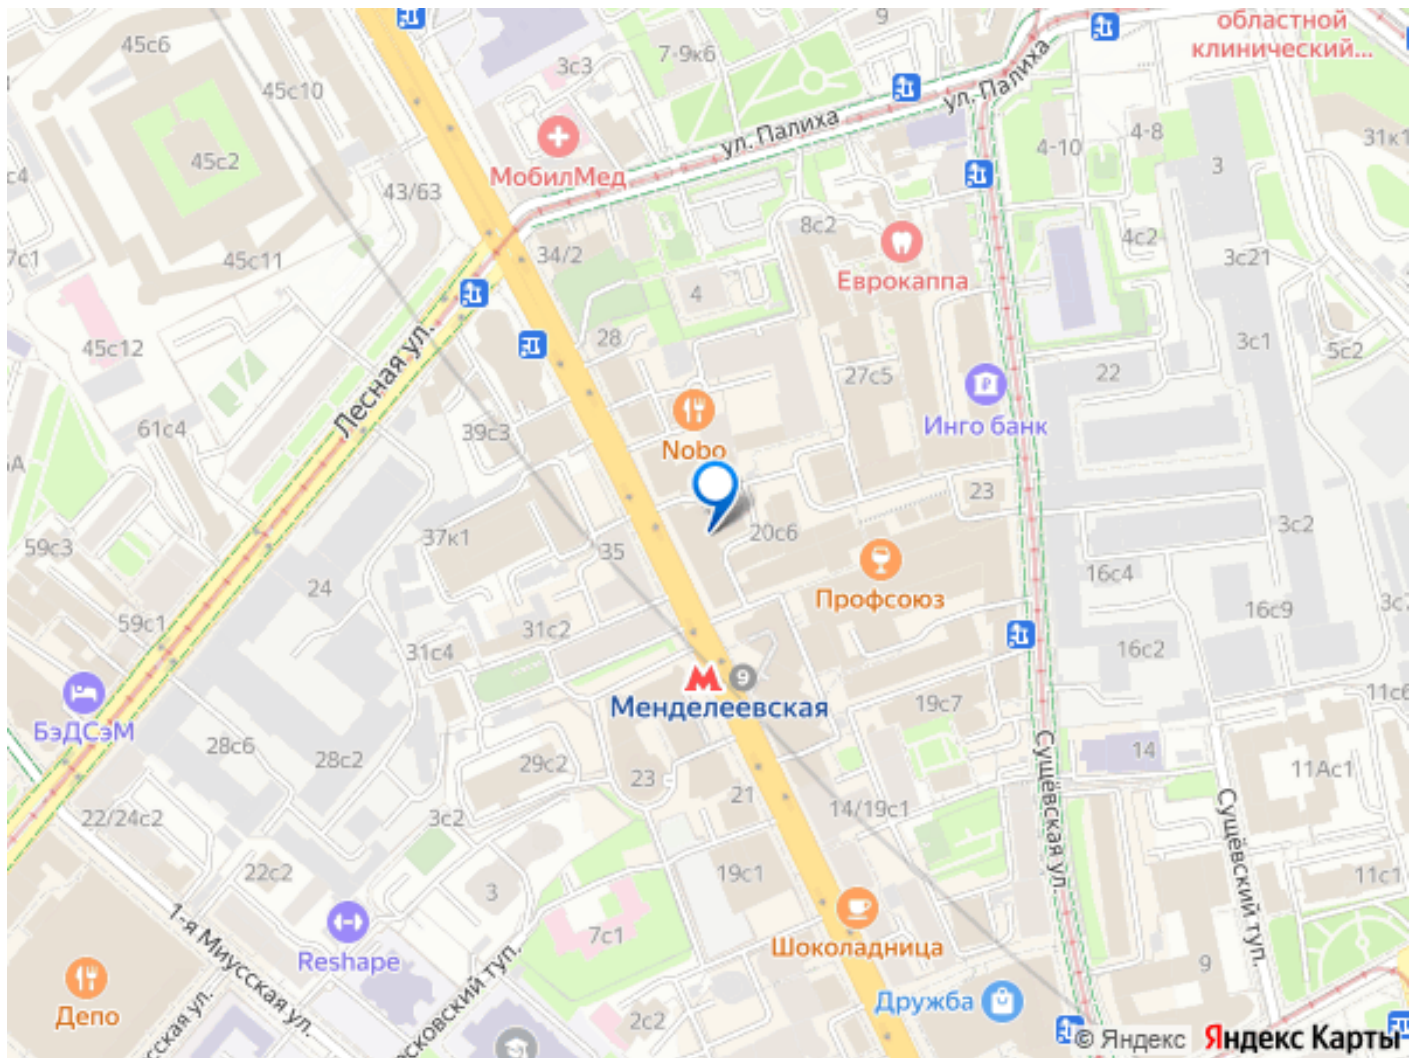 9
областной
клинический...
45с6
7-9к6
3с3
45с10
ул. Палиха
ул. Палиха
4-8
31к1
4-10
45с2
3
с4
МобилМед
43/63
8с2
4с2
7с1
34/2
45с11
3с21
Еврокаппа
4
28
45с12
Лесная ул.
3с1
5с2
22
27с5
61с4
39с3
Nobo
Инго банк
23
3с2
59с3
37к1
35
20с6
16с4
24
Профсоюз
16с9
59с1
31с2
31с4
16с2
9
Менделеевская
19с7
11с6
БэДСэМ
28с6
28с2
29с2
23
21
14
11Ас1
Сущёвская ул.
Сущёвский туп.
22/24с2
3с2
14/19с1
22с2
3
19с1
11с1
1-я Миусская ул.
7с1
Шоколадница
Reshape
9
Депо
Дружба
2с2
© Яндекс Яндекс Карты